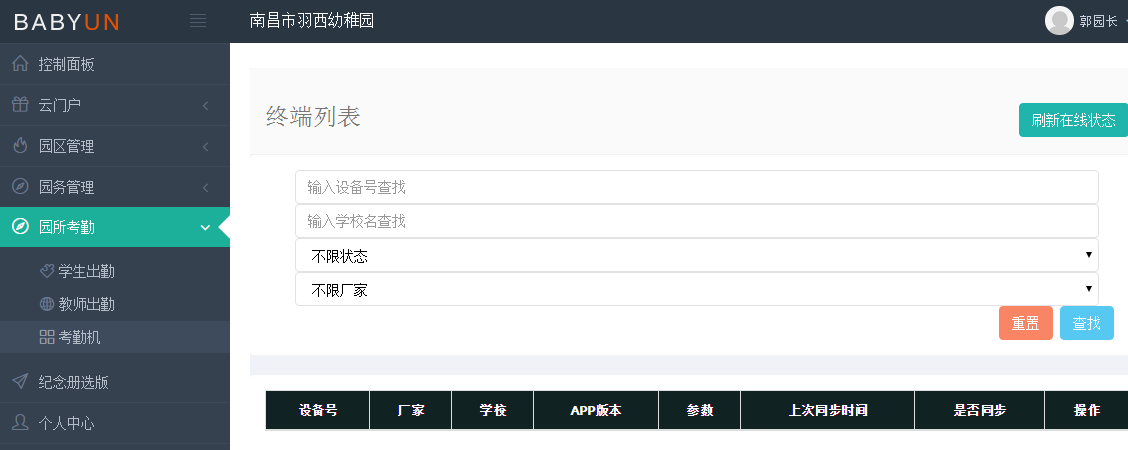 BABYUN
南昌市羽西幼稚园
郭园长
控制面板
云门户
园区管理
园务管理
园所考勤
学生出勤
教师出勤
考勤机
纪念册选版
个人中心
终端列表
刷新在线状态
输入设备号查找
输入学校名查找
不限状态
不限厂家
重置 查找
设备号 厂家 学校 APP版本 参数 上次同步时间 是否同步 操作